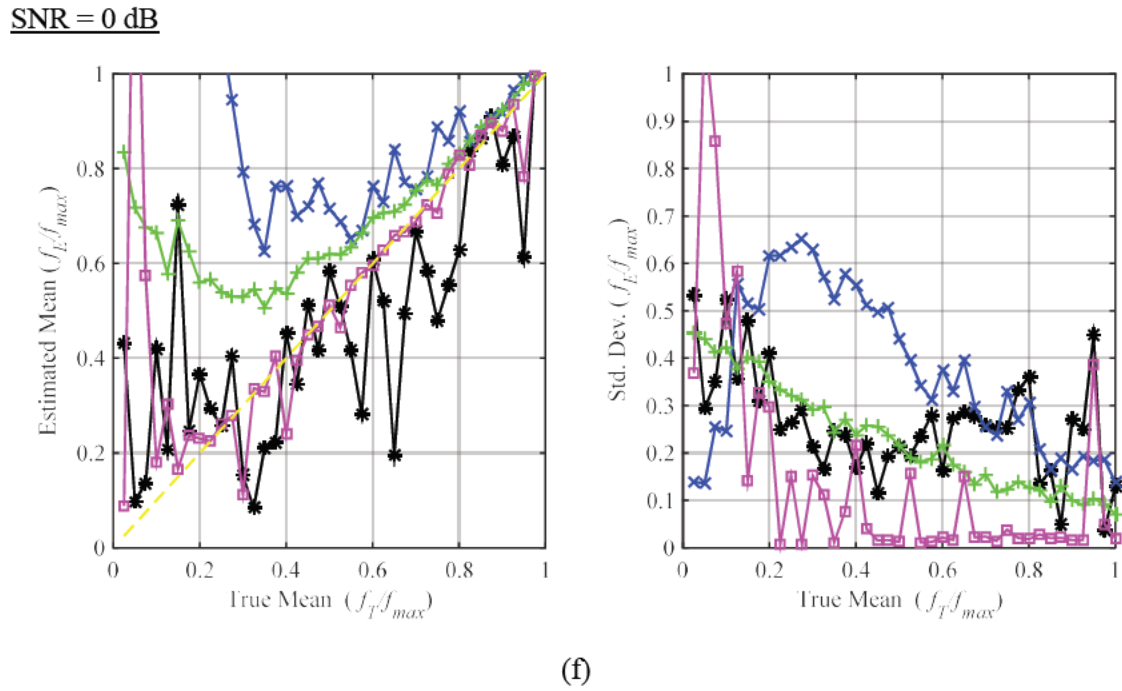 SNR = 0 dB
Estimated Mean (f_E/f_max)
1
0.8
0.6
0.4
0.2
0
0 0.2 0.4 0.6 0.8 1
True Mean (f_T/f_max)
Std. Dev. (f_E/f_max)
1
0.9
0.8
0.7
0.6
0.5
0.4
0.3
0.2
0.1
0
0 0.2 0.4 0.6 0.8 1
True Mean (f_T/f_max)
(f)